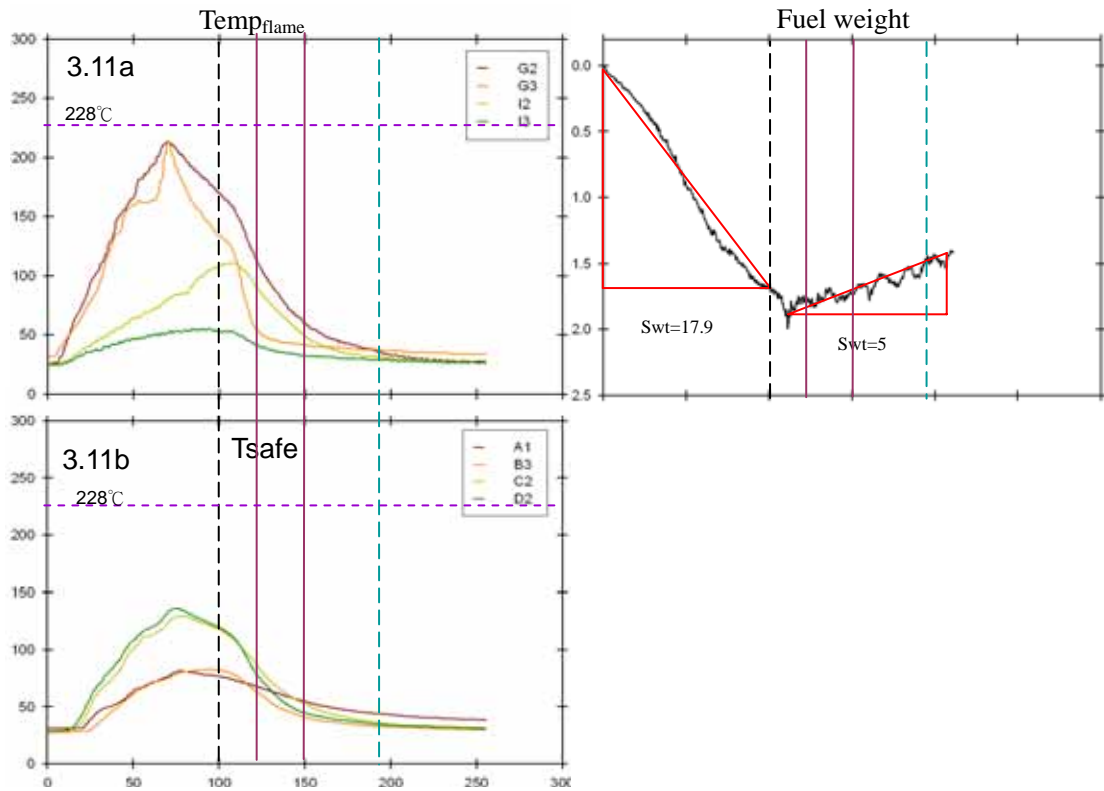 Temp_flame
300
250
200
150
100
50
0
3.11a
228℃
G2
G3
I2
I3
Fuel weight
0.0
0.5
1.0
1.5
2.0
2.5
Swt=17.9
Swt=5
300
250
200
150
100
50
0
3.11b
Tsafe
228℃
A1
B3
C2
D2
0 50 100 150 200 250 300